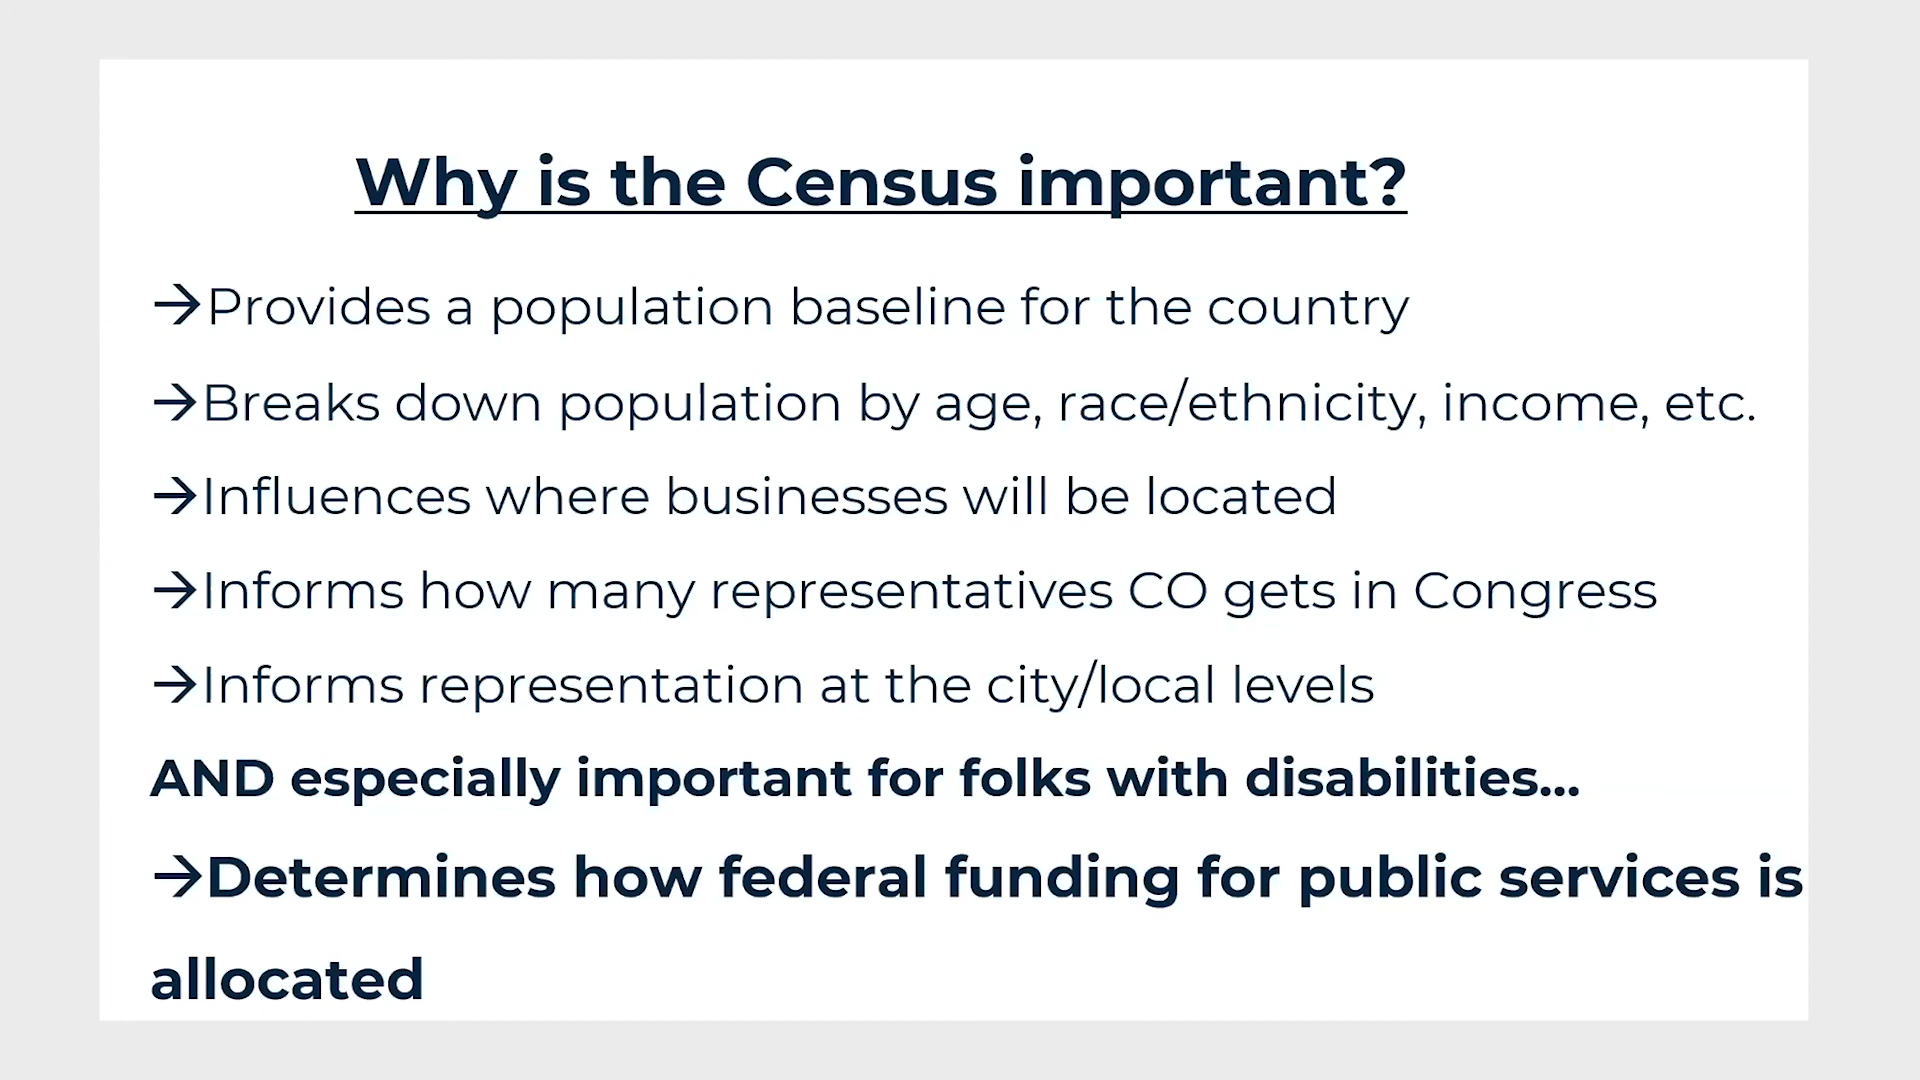 Why is the Census important?
→Provides a population baseline for the country
→Breaks down population by age, race/ethnicity, income, etc.
→Influences where businesses will be located
→Informs how many representatives CO gets in Congress
→Informs representation at the city/local levels
AND especially important for folks with disabilities...
→Determines how federal funding for public services is
allocated